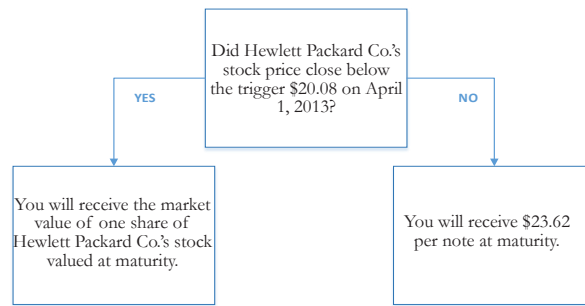 Did Hewlett Packard Co.'s
stock price close below
the trigger $20.08 on April
1, 2013?
YES
NO
You will receive the market
value of one share of
Hewlett Packard Co.'s stock
valued at maturity.
You will receive $23.62
per note at maturity.